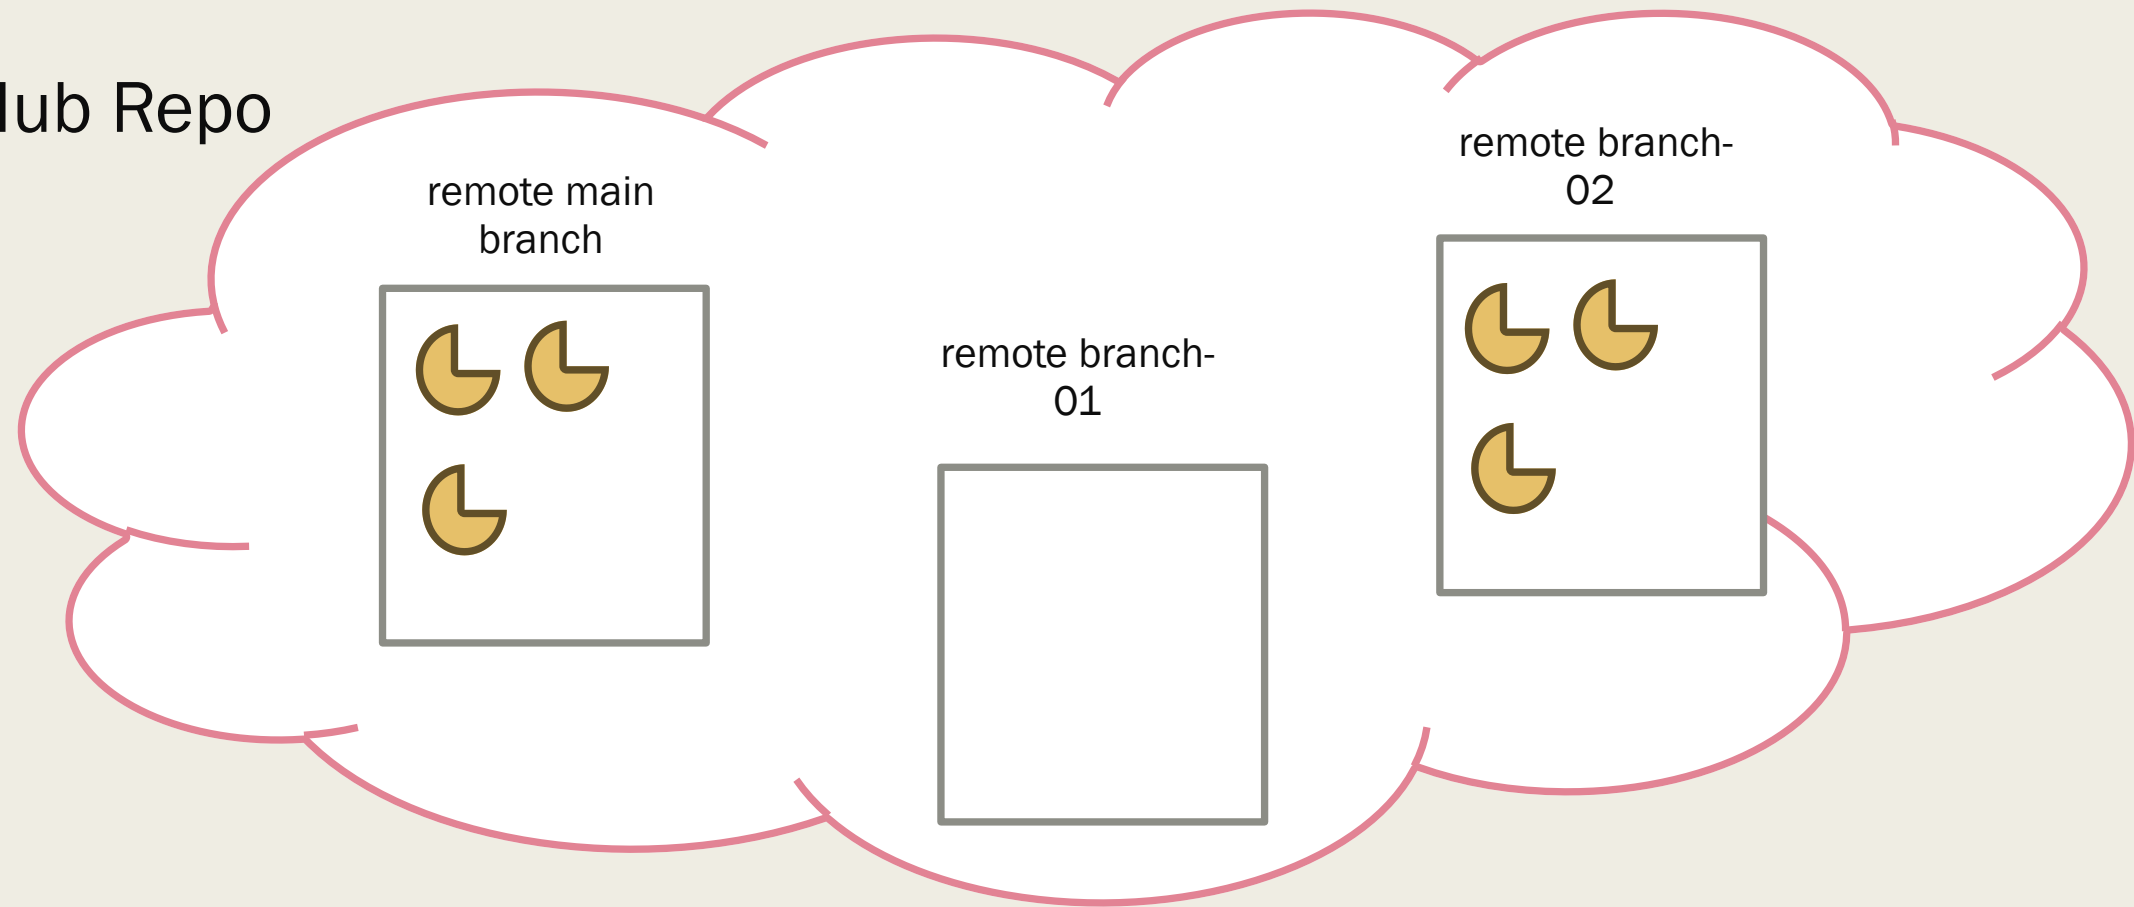 lub Repo
remote main
branch
remote branch-
01
remote branch-
02